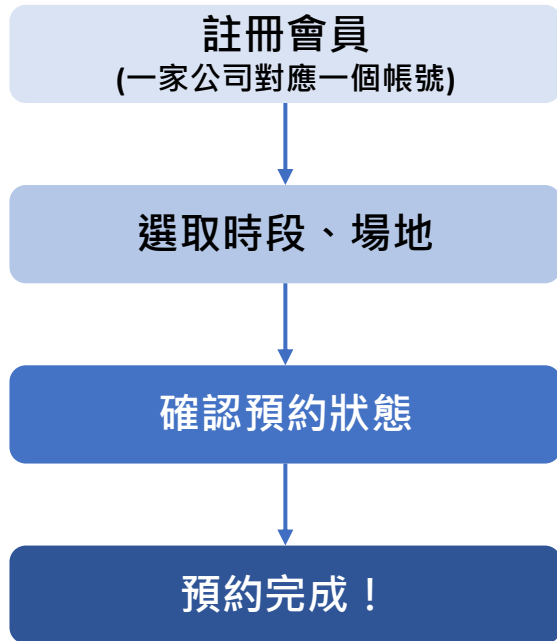 註冊會員
(一家公司對應一個帳號)
選取時段、場地
確認預約狀態
預約完成！